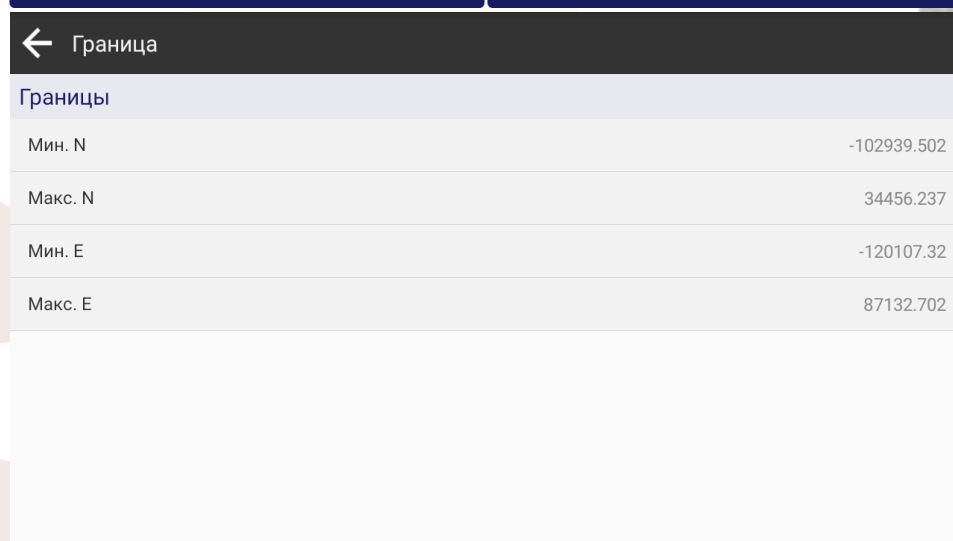 Граница
Границы
Мин. N -102939.502
Макс. N 34456.237
Мин. E -120107.32
Макс. E 87132.702